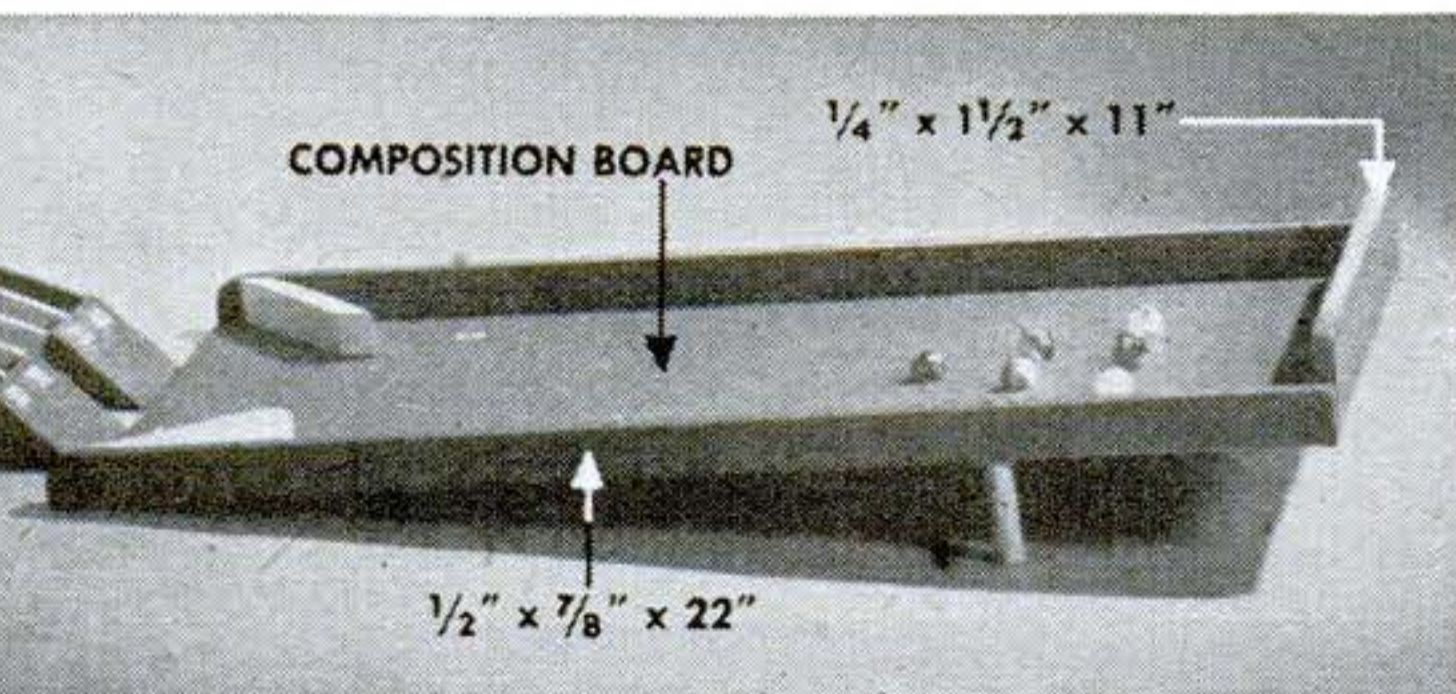 ¼" x 1½" x 11"
COMPOSITION BOARD
½" x ⅞" x 22"